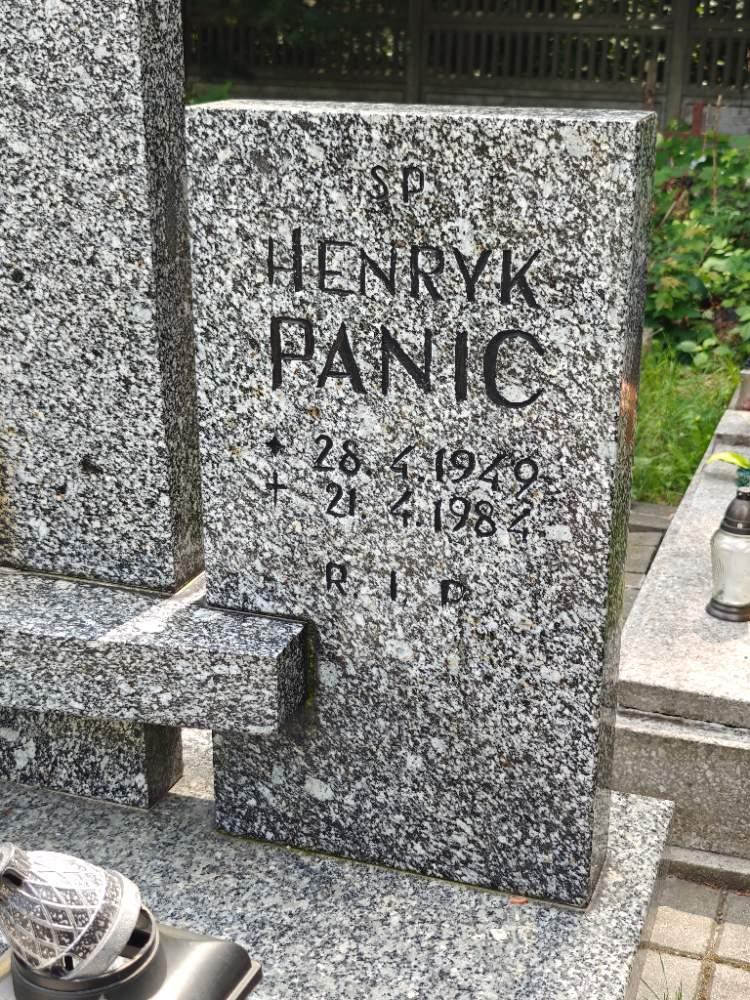 SP
HENRYK
PANIC
✦ 28. 4.1949
+ 21 4.1984.
R I P